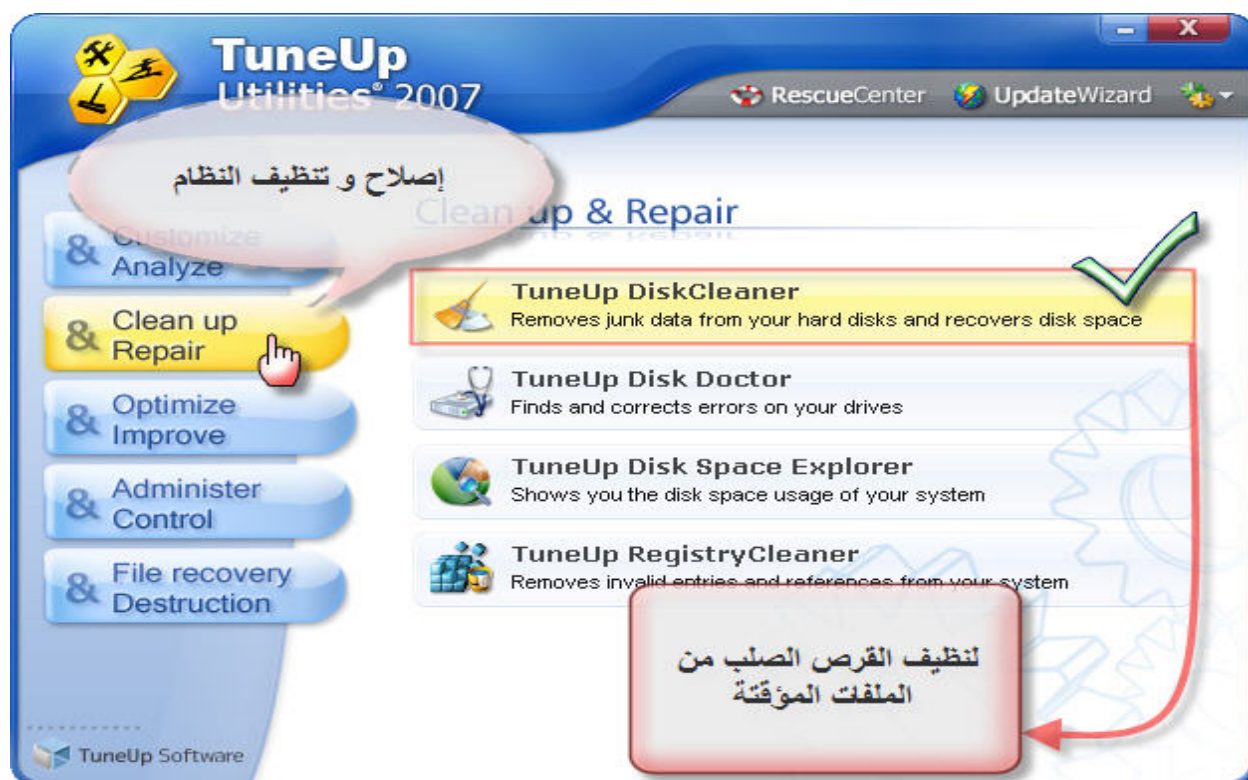 TuneUp
Utilities® 2007
RescueCenter
UpdateWizard
إصلاح و تنظيف النظام
Clean up & Repair
& Customize
Analyze
& Clean up
Repair
& Optimize
Improve
& Administer
Control
& File recovery
Destruction
TuneUp DiskCleaner
Removes junk data from your hard disks and recovers disk space
TuneUp Disk Doctor
Finds and corrects errors on your drives
TuneUp Disk Space Explorer
Shows you the disk space usage of your system
TuneUp RegistryCleaner
Removes invalid entries and references from your system
لنظيف القرص الصلب من
الملفات المؤقتة
TuneUp Software